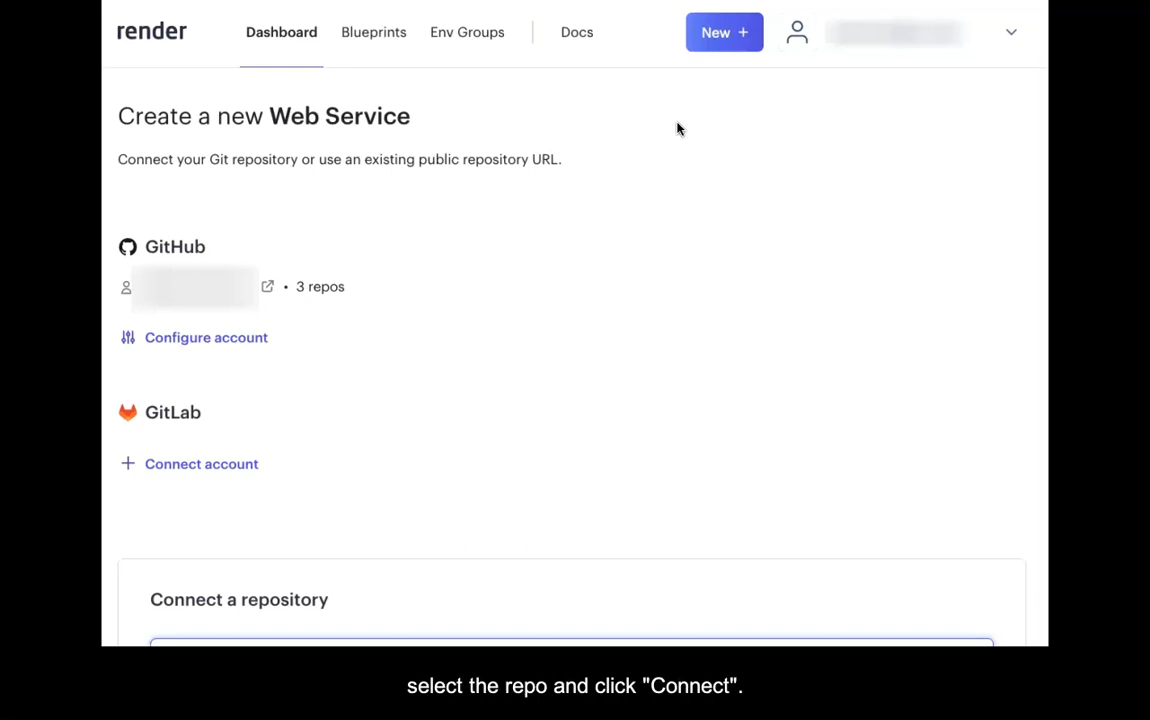 render Dashboard Blueprints Env Groups Docs New +
Create a new Web Service
Connect your Git repository or use an existing public repository URL.
GitHub
• 3 repos
Configure account
GitLab
Connect account
Connect a repository
select the repo and click "Connect".